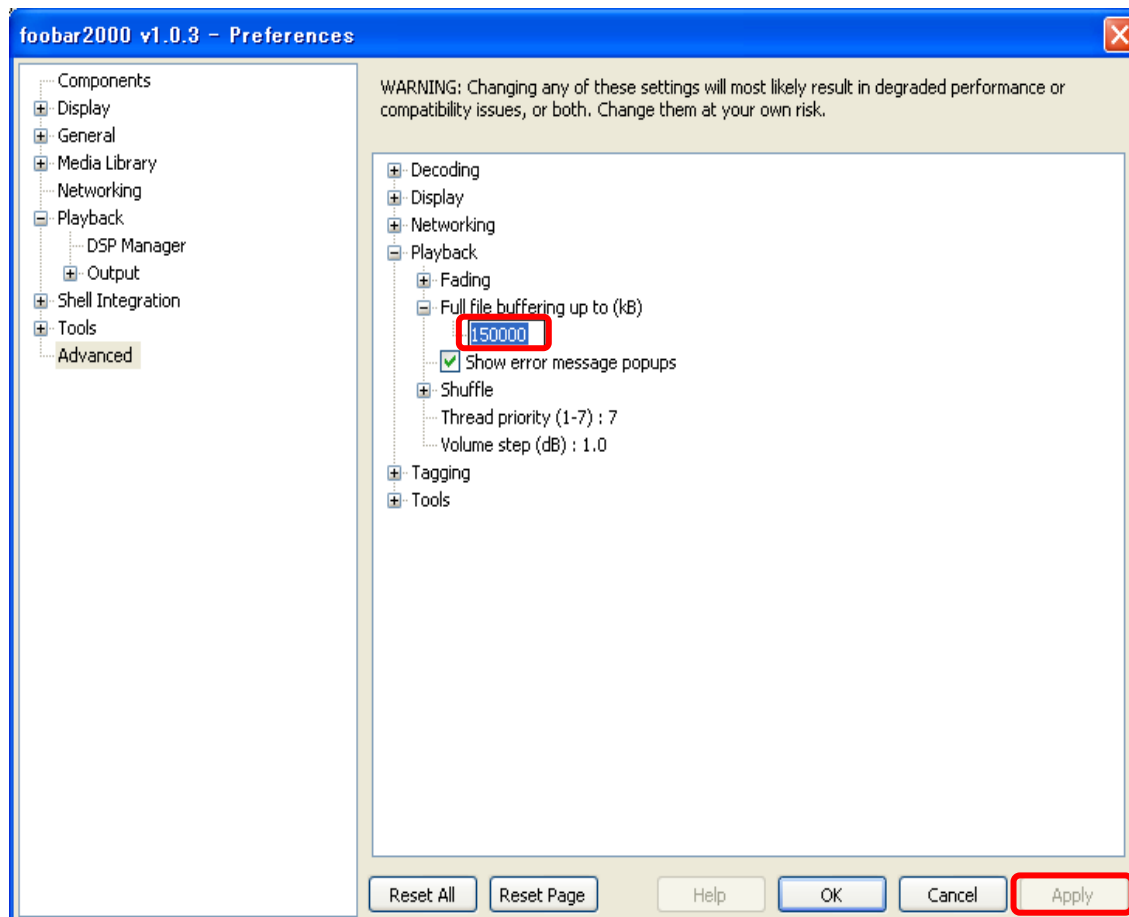 foobar2000 v1.0.3 - Preferences
Components
Display
General
Media Library
Networking
Playback
DSP Manager
Output
Shell Integration
Tools
Advanced
WARNING: Changing any of these settings will most likely result in degraded performance or
compatibility issues, or both. Change them at your own risk.
Decoding
Display
Networking
Playback
Fading
Full file buffering up to (kB)
150000
Show error message popups
Shuffle
Thread priority (1-7) : 7
Volume step (dB) : 1.0
Tagging
Tools
Reset All
Reset Page
Help
OK
Cancel
Apply